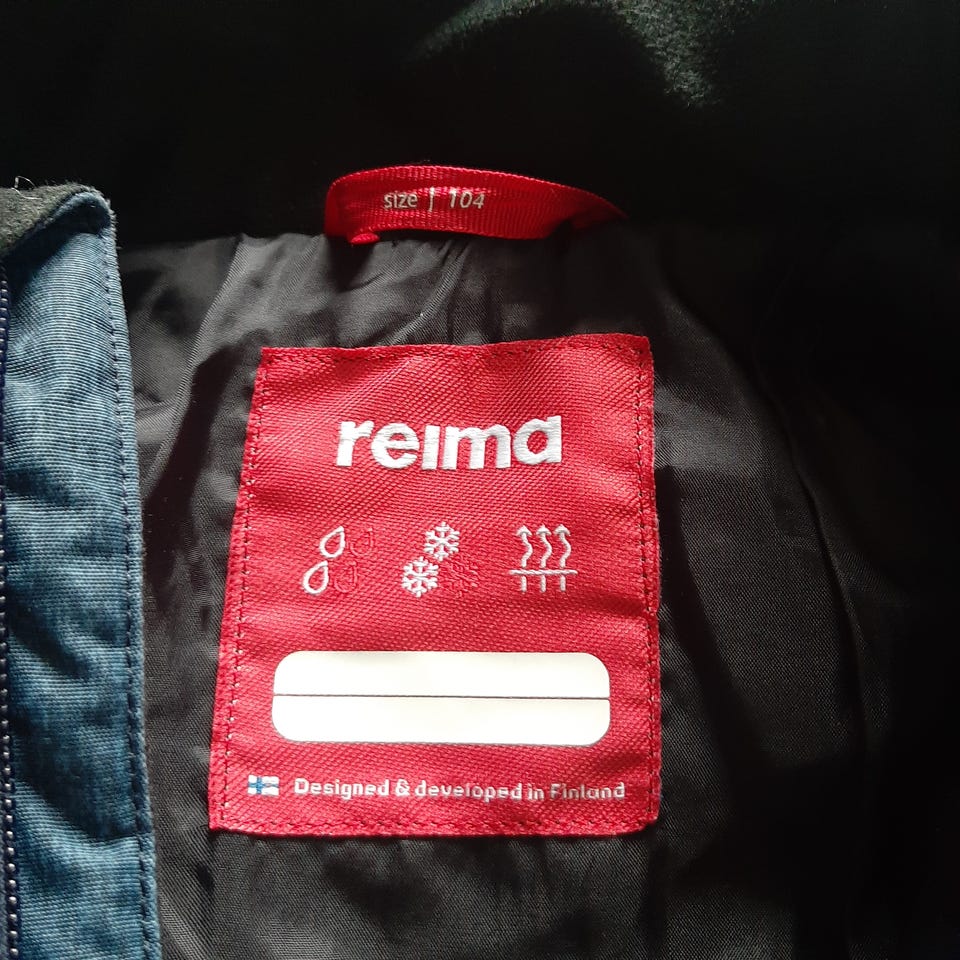 size | 104
reima
Designed & developed in Finland